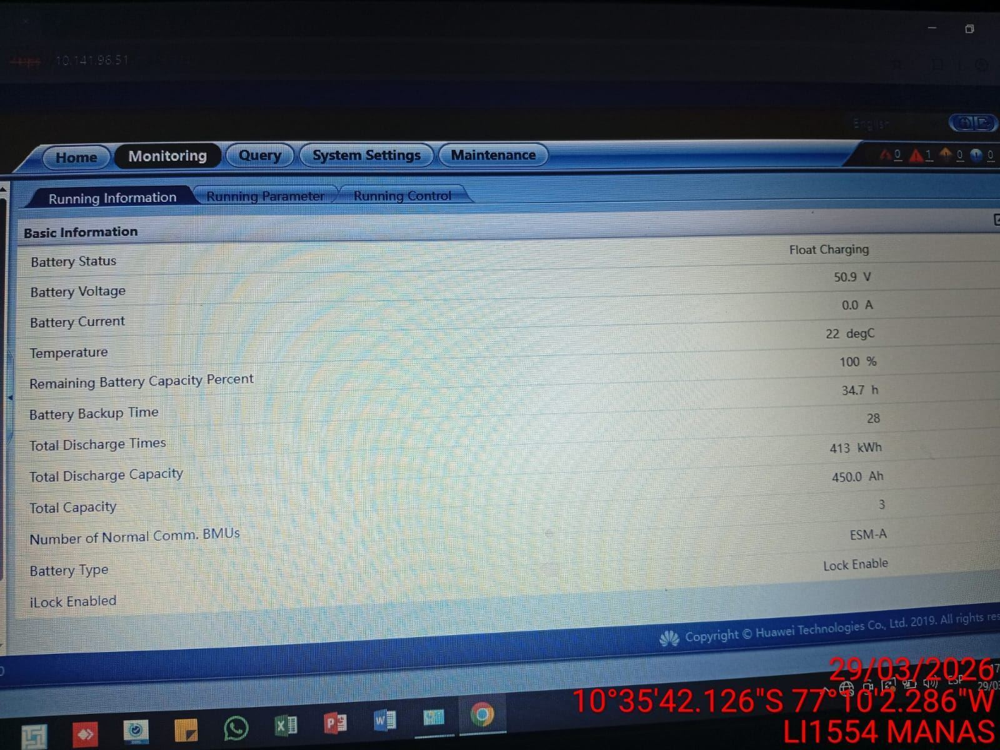 10.141.96.51
English
Home Monitoring Query System Settings Maintenance 0 1 0 0
Running Information Running Parameter Running Control
Basic Information
Battery Status Float Charging
Battery Voltage 50.9 V
Battery Current 0.0 A
Temperature 22 degC
Remaining Battery Capacity Percent 100 %
Battery Backup Time 34.7 h
Total Discharge Times 28
Total Discharge Capacity 413 kWh
Total Capacity 450.0 Ah
Number of Normal Comm. BMUs 3
Battery Type ESM-A
iLock Enabled Lock Enable
Copyright © Huawei Technologies Co., Ltd. 2019. All rights res
29/03/2026
ESP
10°35'42.126"S 77°10'2.286"W
LI1554 MANAS